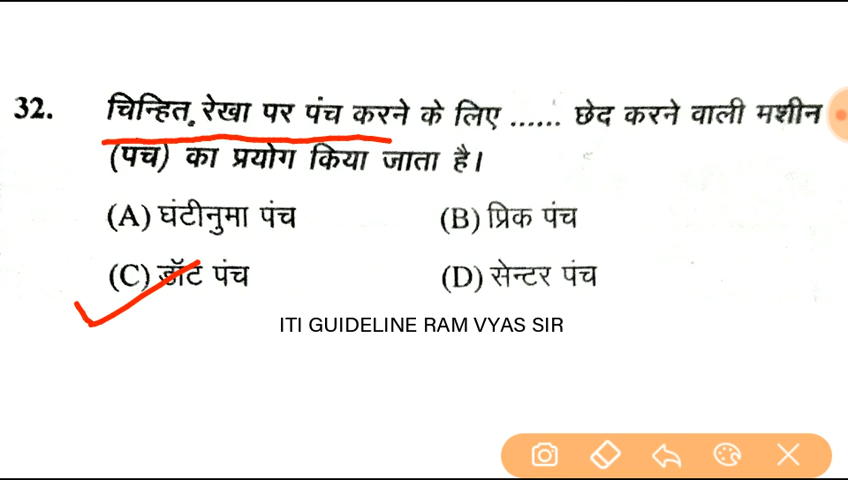 32. चिन्हित रेखा पर पंच करने के लिए ...... छेद करने वाली मशीन
(पच) का प्रयोग किया जाता है।
(A) घंटीनुमा पंच (B) प्रिक पंच
(C) डॉट पंच (D) सेन्टर पंच
ITI GUIDELINE RAM VYAS SIR